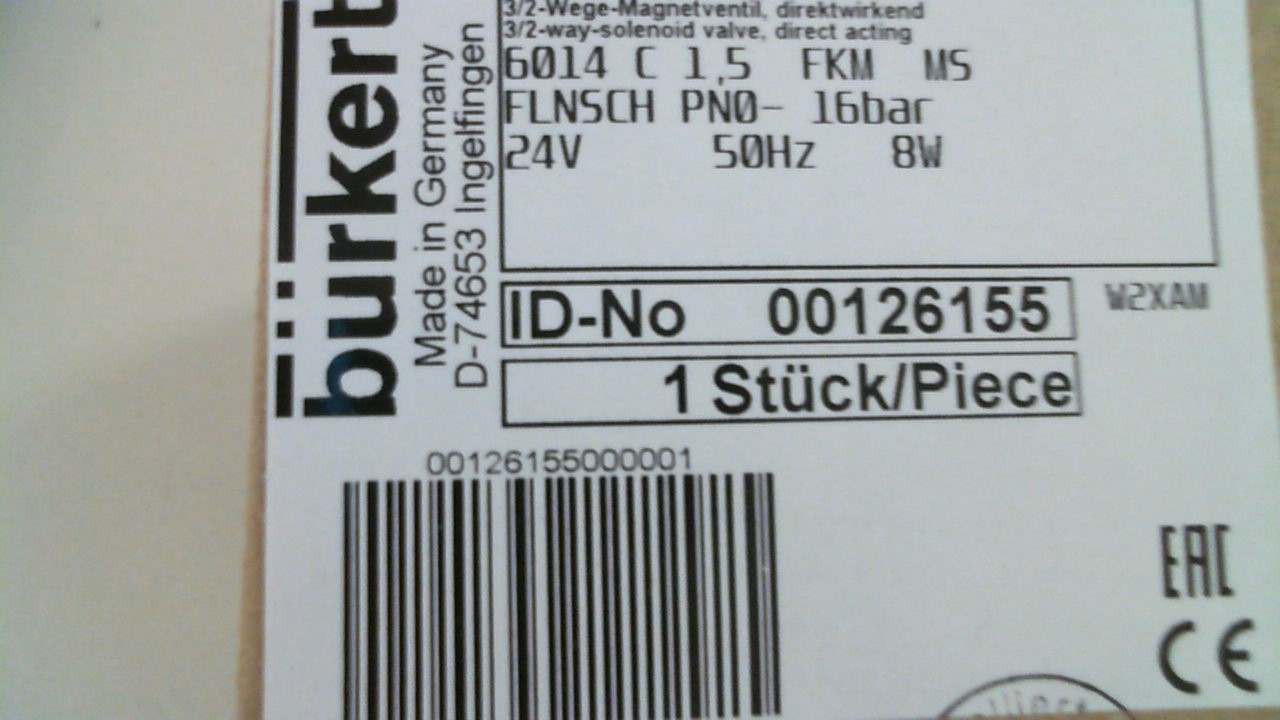 3/2-Wege-Magnetventil, direktwirkend
3/2-way-solenoid valve, direct acting
6014 C 1,5 FKM MS
FLNSCH PN0- 16bar
24V 50Hz 8W
bürkert
Made in Germany
D-74653 Ingelfingen
ID-No 00126155
W2XAM
1 Stück/Piece
00126155000001
EAC
CE